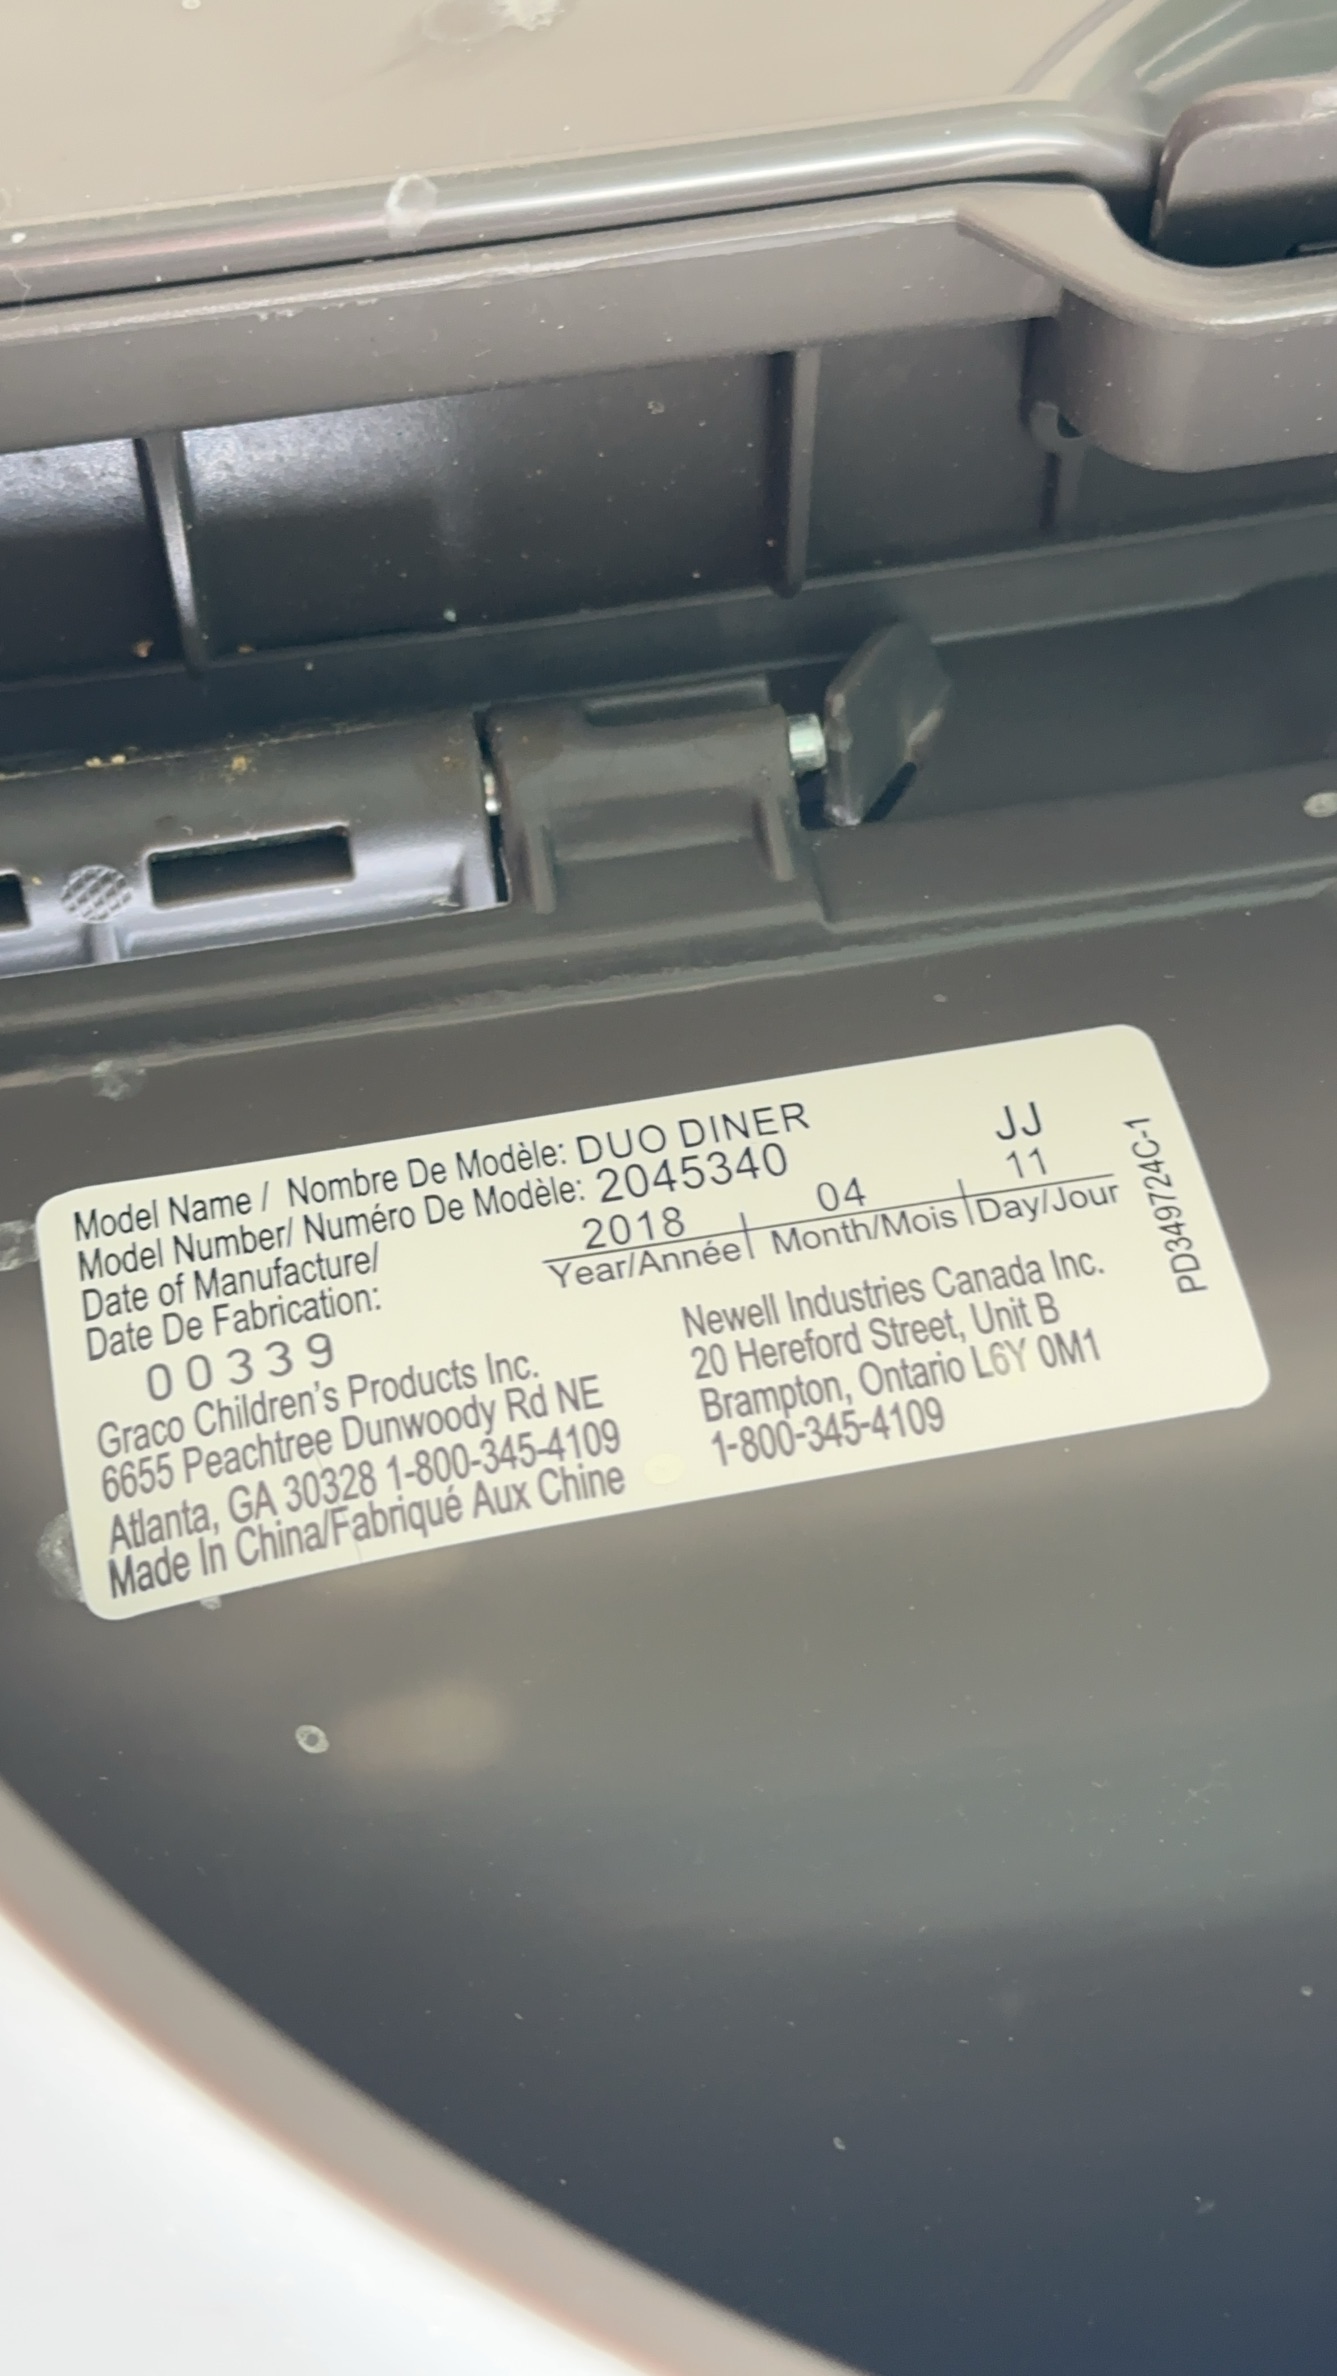 Model Name / Nombre De Modèle: DUO DINER
JJ
Model Number/ Numéro De Modèle: 2045340
Date of Manufacture/
Date De Fabrication:
2018 04 11
Year/Année Month/Mois Day/Jour
00339
Graco Children's Products Inc.
6655 Peachtree Dunwoody Rd NE
Atlanta, GA 30328 1-800-345-4109
Made In China/Fabriqué Aux Chine
Newell Industries Canada Inc.
20 Hereford Street, Unit B
Brampton, Ontario L6Y 0M1
1-800-345-4109
PD349724C-1